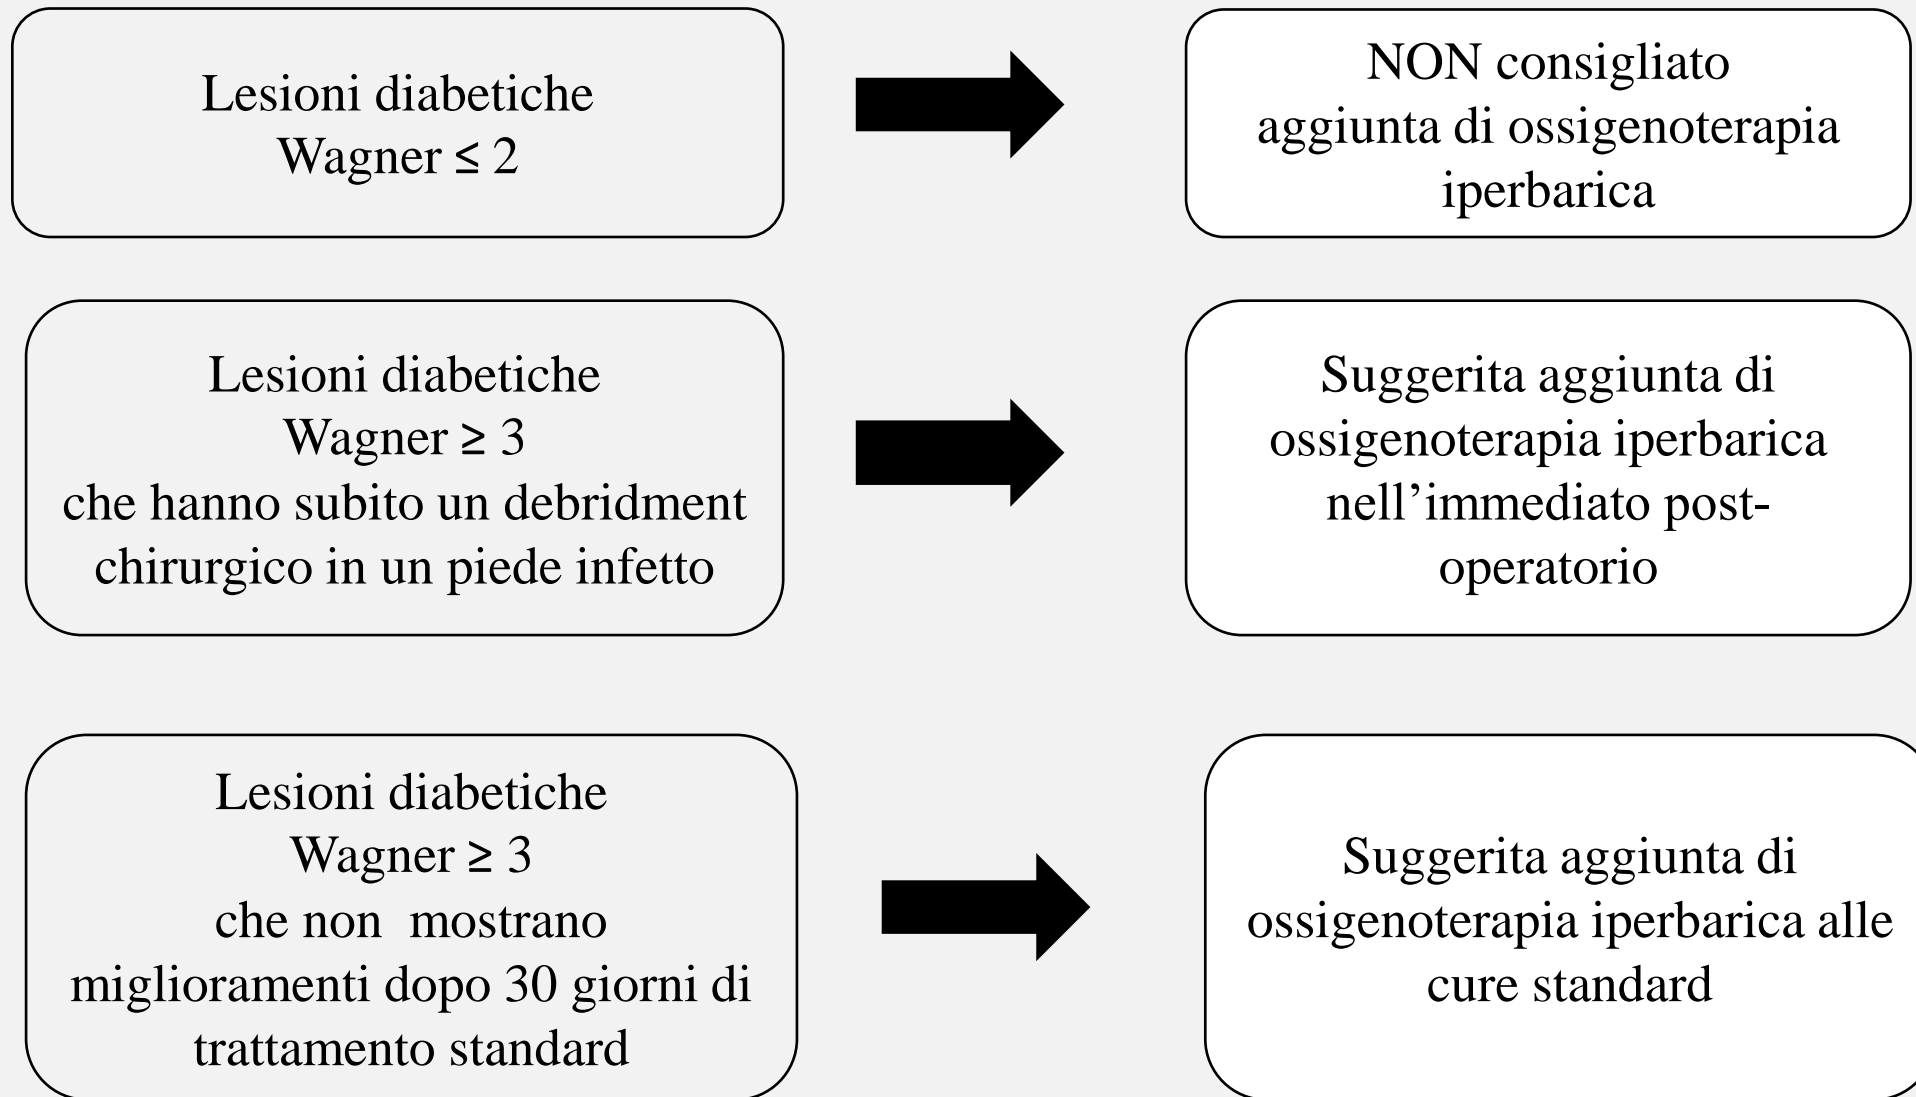 Lesioni diabetiche
Wagner ≤ 2
NON consigliato
aggiunta di ossigenoterapia
iperbarica
Lesioni diabetiche
Wagner ≥ 3
che hanno subito un debridment
chirurgico in un piede infetto
Suggerita aggiunta di
ossigenoterapia iperbarica
nell’immediato post-
operatorio
Lesioni diabetiche
Wagner ≥ 3
che non  mostrano
miglioramenti dopo 30 giorni di
trattamento standard
Suggerita aggiunta di
ossigenoterapia iperbarica alle
cure standard